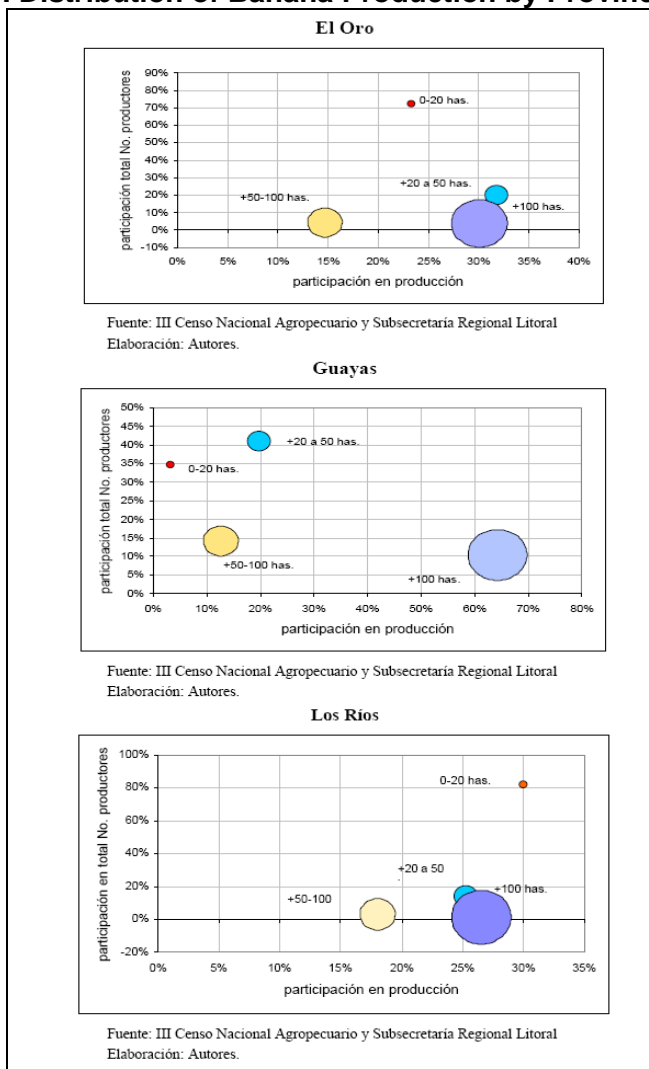 Distribution of Banana Production by
El Oro
participación total No. productores
90%
80%
70%
60%
50%
40%
30%
20%
10%
0%
-10%
0-20 has.
+20 a 50 has.
+50-100 has.
+100 has.
0% 5% 10% 15% 20% 25% 30% 35% 40%
participación en producción
Fuente: III Censo Nacional Agropecuario y Subsecretaría Regional Litoral
Elaboración: Autores.
Guayas
participación total No. productores
50%
45%
40%
35%
30%
25%
20%
15%
10%
5%
0%
+20 a 50 has.
0-20 has.
+50-100 has.
+100 has.
0% 10% 20% 30% 40% 50% 60% 70% 80%
participación en producción
Fuente: III Censo Nacional Agropecuario y Subsecretaría Regional Litoral
Elaboración: Autores.
Los Ríos
participación en total No. productores
100%
80%
60%
40%
20%
0%
-20%
0-20 has.
+20 a 50
+100 has.
+50-100
0% 5% 10% 15% 20% 25% 30% 35%
participación en producción
Fuente: III Censo Nacional Agropecuario y Subsecretaría Regional Litoral
Elaboración: Autores.